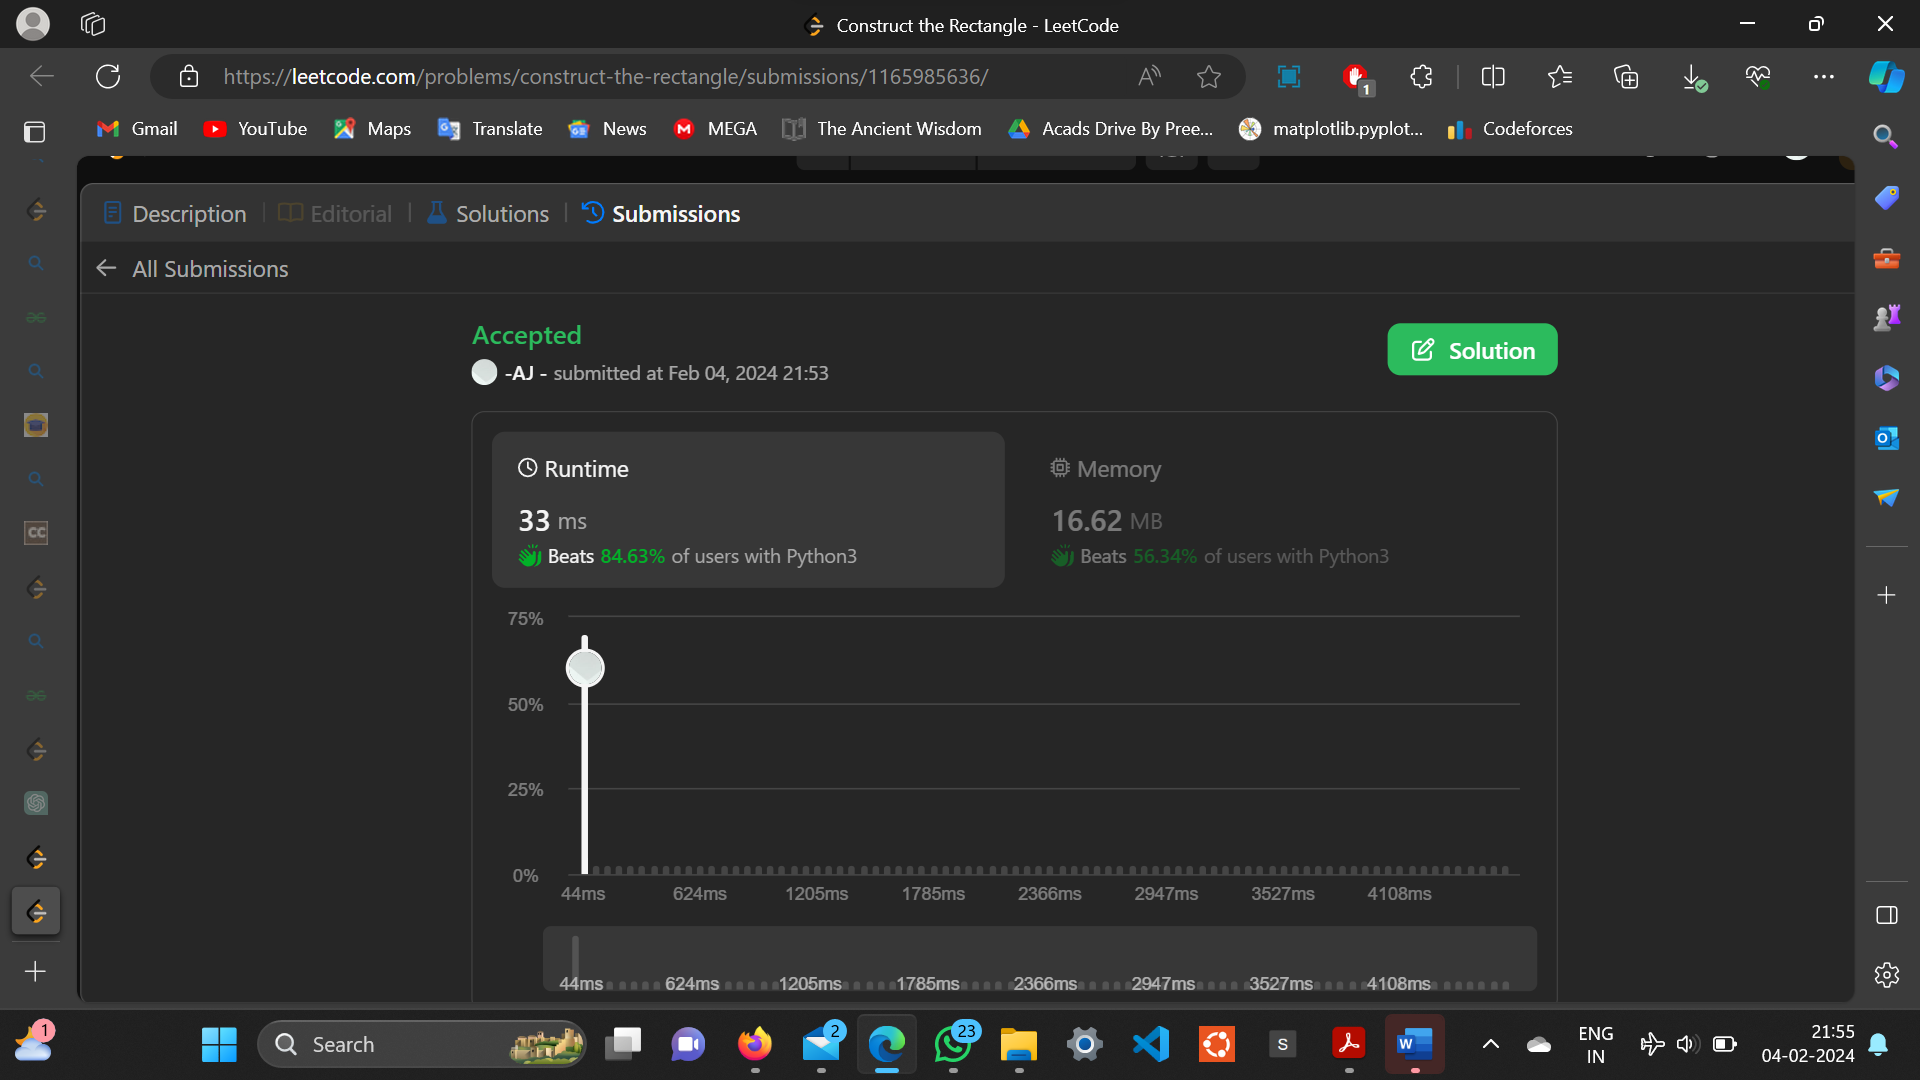 Construct the Rectangle - LeetCode
https://leetcode.com/problems/construct-the-rectangle/submissions/1165985636/
1
Gmail YouTube Maps Translate News MEGA The Ancient Wisdom Acads Drive By Pree... matplotlib.pyplot... Codeforces
Description Editorial Solutions Submissions
All Submissions
Accepted
-AJ - submitted at Feb 04, 2024 21:53
Solution
Runtime
33 ms
Beats 84.63% of users with Python3
Memory
16.62 MB
Beats 56.34% of users with Python3
75%
50%
25%
0%
44ms 624ms 1205ms 1785ms 2366ms 2947ms 3527ms 4108ms
44ms 624ms 1205ms 1785ms 2366ms 2947ms 3527ms 4108ms
CC
1
Search
2
23
S
ENG
IN
21:55
04-02-2024